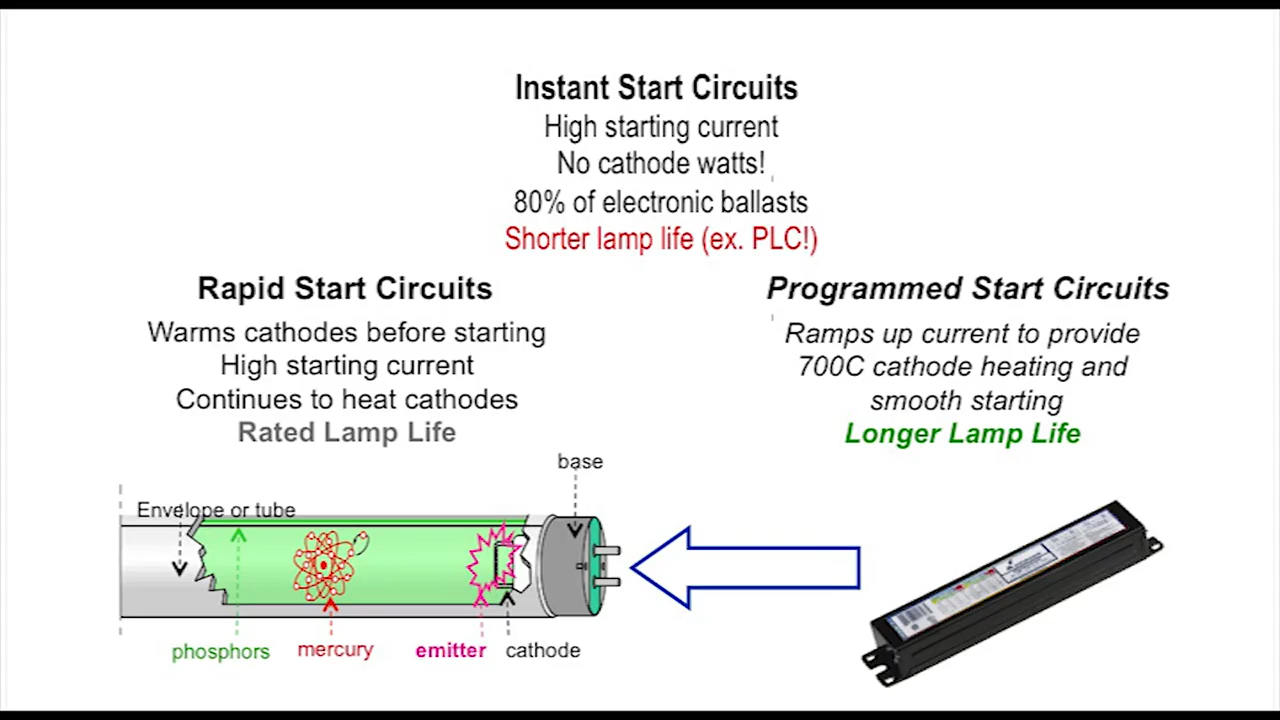 Instant Start Circuits
High starting current
No cathode watts!
80% of electronic ballasts
Shorter lamp life (ex. PLC!)
Rapid Start Circuits
Warms cathodes before starting
High starting current
Continues to heat cathodes
Rated Lamp Life
Programmed Start Circuits
Ramps up current to provide
700C cathode heating and
smooth starting
Longer Lamp Life
base
Envelope or tube
phosphors
mercury
emitter
cathode